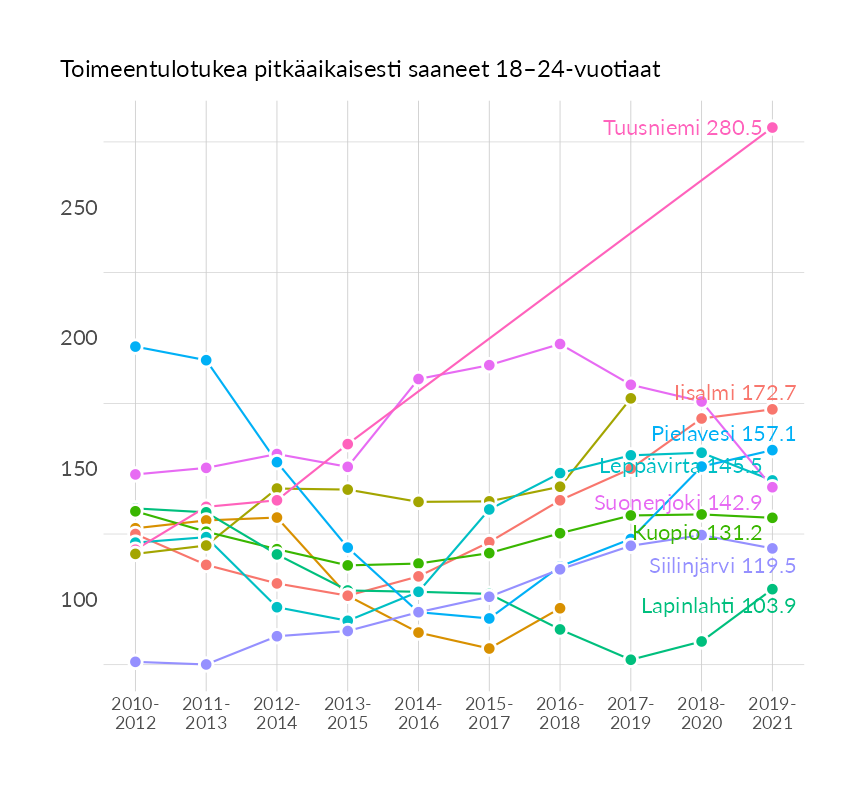 Toimeentulotukea pitkäaikaisesti saaneet 18–24-vuotiaat
Tuusniemi 280.5
250
200
Iisalmi 172.7
Pielavesi 157.1
150
Leppävirta 145.5
Suonenjoki 142.9
Kuopio 131.2
Siilinjärvi 119.5
100
Lapinlahti 103.9
2010-
2012
2011-
2013
2012-
2014
2013-
2015
2014-
2016
2015-
2017
2016-
2018
2017-
2019
2018-
2020
2019-
2021